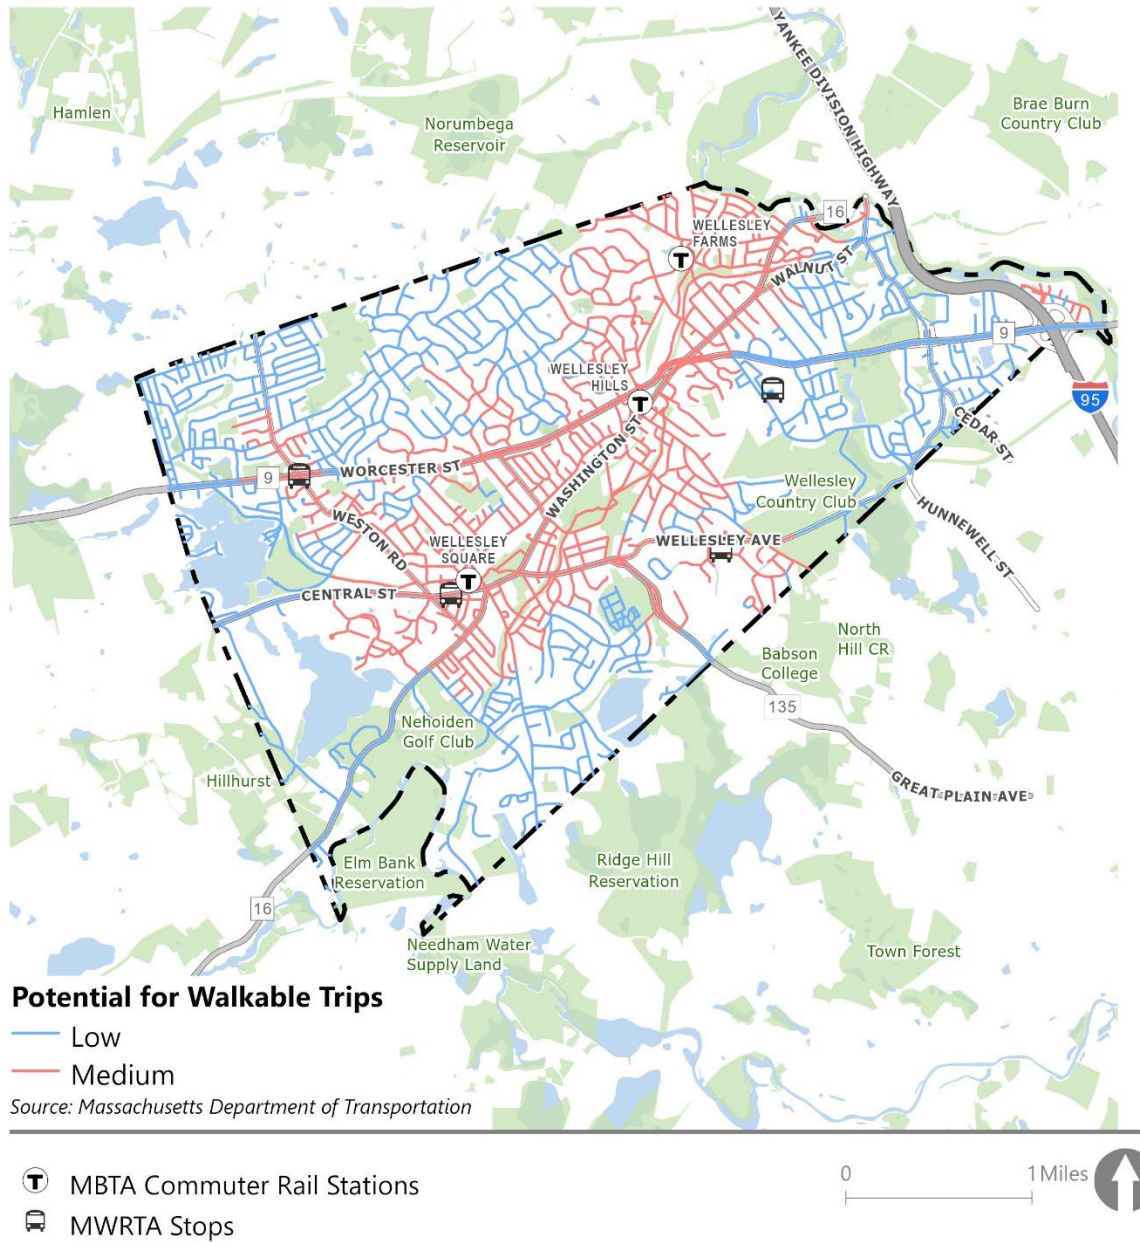 YANKEE DIVISION HIGHWAY
Hamlen
Brae Burn
Country Club
Norumbega
Reservoir
16
WELLESLEY
FARMS
T
WALNUT ST
9
WELLESLEY
HILLS
T
95
CEDAR ST
WORCESTER ST
9
WASHINGTON ST
Wellesley
Country Club
HUNNEWELL ST
WESTON RD
WELLESLEY
SQUARE
T
WELLESLEY AVE
CENTRAL ST
North
Hill CR
Babson
College
135
Nehoiden
Golf Club
Hillhurst
GREAT PLAIN AVE
Elm Bank
Reservation
Ridge Hill
Reservation
16
Needham Water
Supply Land
Town Forest
Potential for Walkable Trips
Low
Medium
Source: Massachusetts Department of Transportation
T MBTA Commuter Rail Stations
MWRTA Stops
0 1 Miles